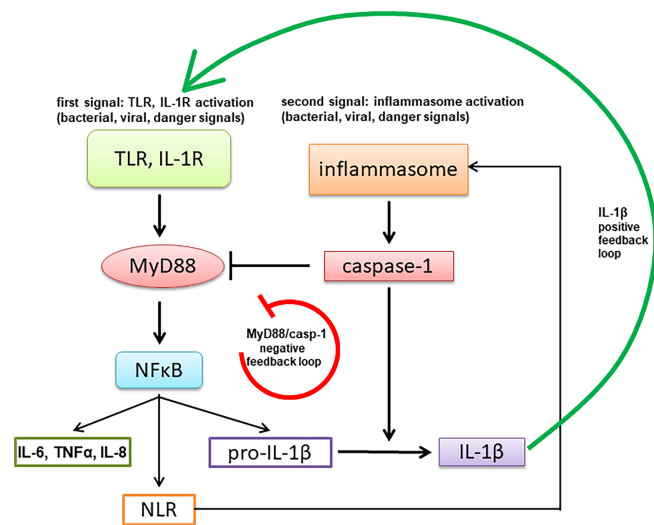 first signal: TLR, IL-1R activation
(bacterial, viral, danger signals)
second signal: inflammasome activation
(bacterial, viral, danger signals)
TLR, IL-1R
inflammasome
IL-1β
positive
feedback
loop
MyD88
caspase-1
MyD88/casp-1
negative
feedback loop
NFκB
IL-6, TNFα, IL-8
pro-IL-1β
IL-1β
NLR